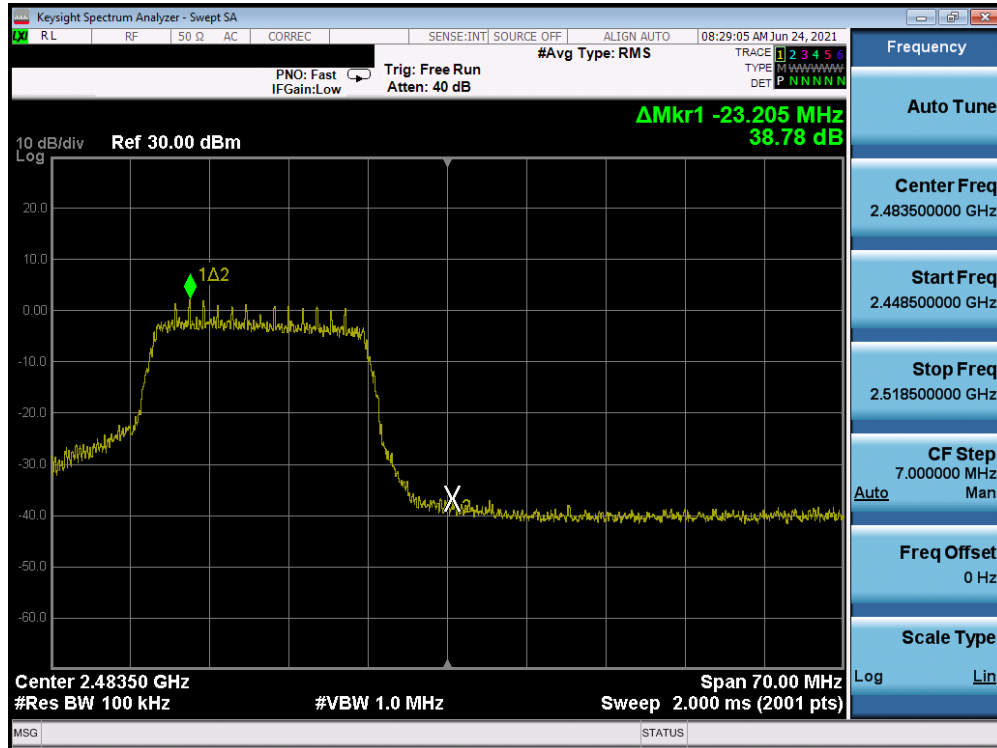 Keysight Spectrum Analyzer - Swept SA
LXI RL RF 50 Ω AC CORREC SENSE:INT SOURCE OFF ALIGN AUTO 08:29:05 AM Jun 24, 2021
#Avg Type: RMS
TRACE 1 2 3 4 5 6
TYPE M W W W W W
DET P N N N N N
PNO: Fast
IFGain:Low
Trig: Free Run
Atten: 40 dB
ΔMkr1 -23.205 MHz
38.78 dB
10 dB/div Ref 30.00 dBm
Log
20.0
10.0
0.00
-10.0
-20.0
-30.0
-40.0
-50.0
-60.0
1Δ2
X2
Center 2.48350 GHz
Span 70.00 MHz
#Res BW 100 kHz
#VBW 1.0 MHz
Sweep 2.000 ms (2001 pts)
MSG
STATUS
Frequency
Auto Tune
Center Freq
2.483500000 GHz
Start Freq
2.448500000 GHz
Stop Freq
2.518500000 GHz
CF Step
7.000000 MHz
Auto Man
Freq Offset
0 Hz
Scale Type
Log Lin